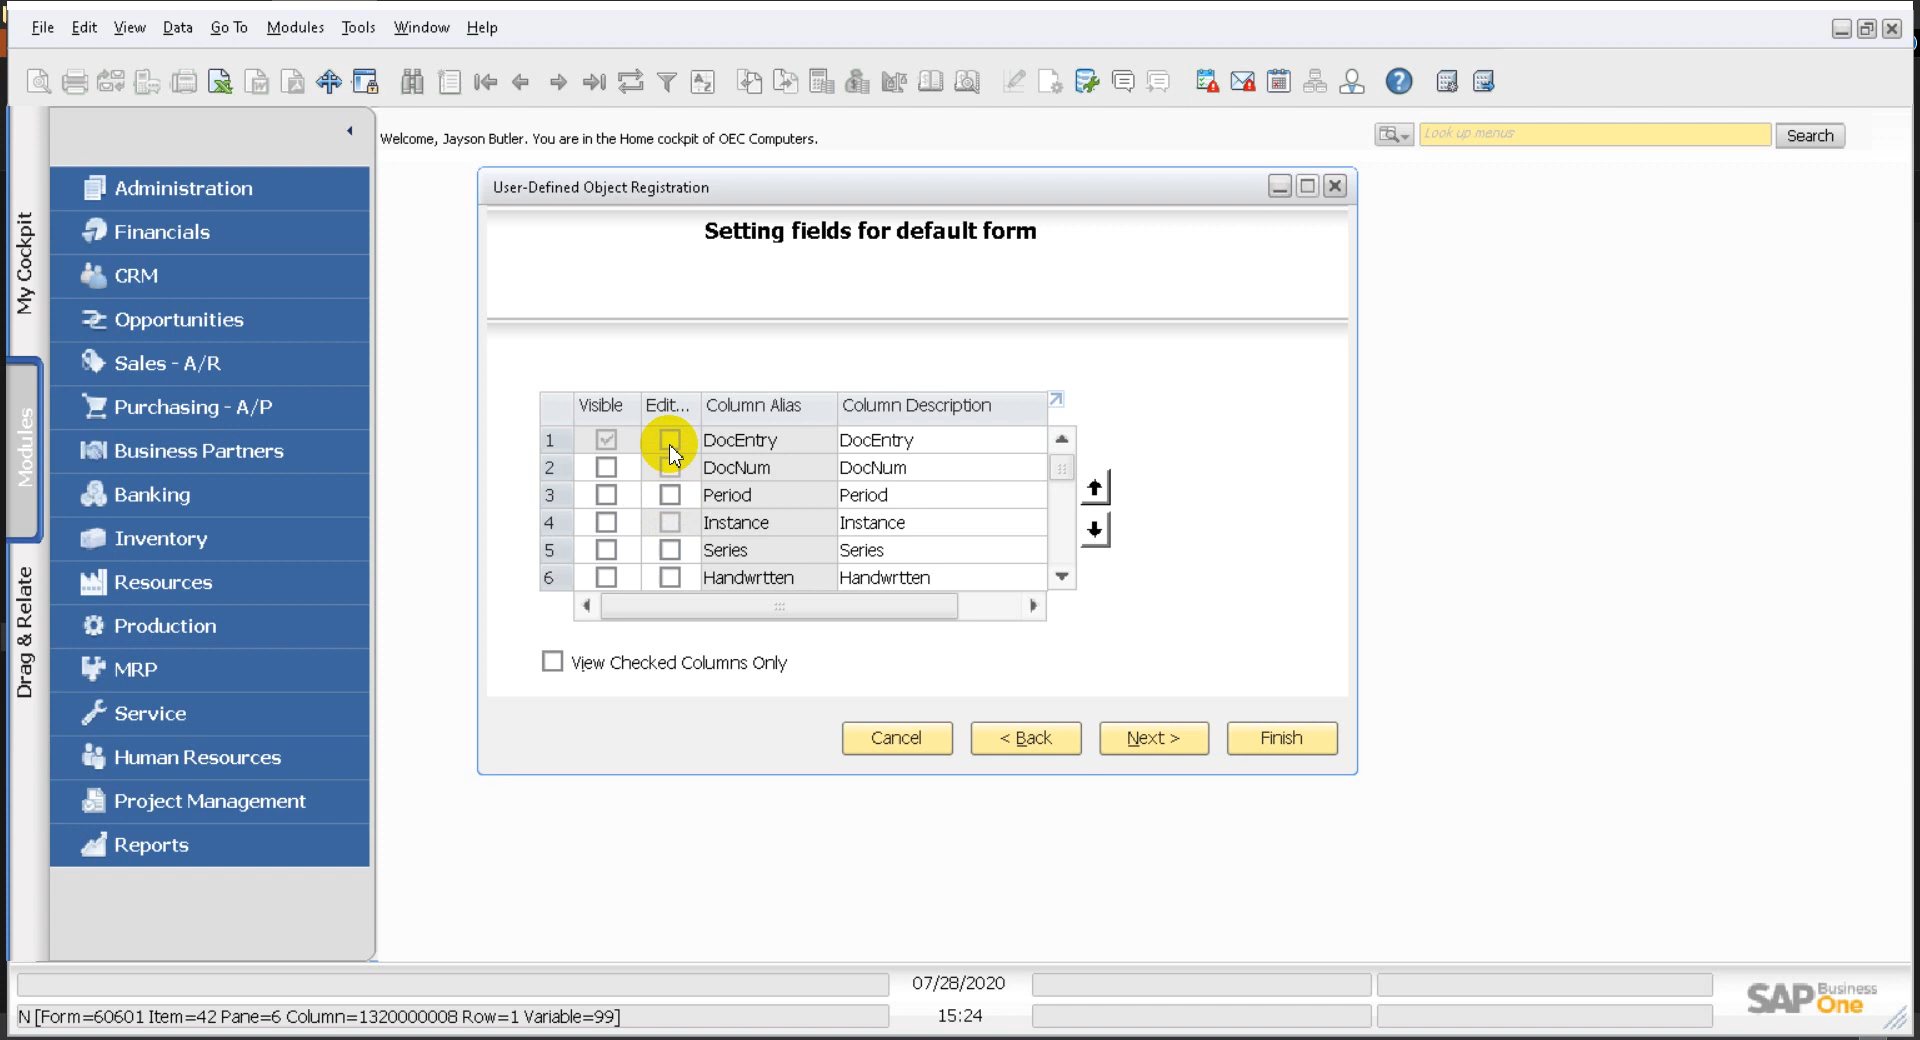 File Edit View Data Go To Modules Tools Window Help
Welcome, Jayson Butler. You are in the Home cockpit of OEC Computers.
Look up menus
Search
My Cockpit
Modules
Drag & Relate
Administration
Financials
CRM
Opportunities
Sales - A/R
Purchasing - A/P
Business Partners
Banking
Inventory
Resources
Production
MRP
Service
Human Resources
Project Management
Reports
User-Defined Object Registration
Setting fields for default form
Visible Edit... Column Alias Column Description
1 DocEntry DocEntry
2 DocNum DocNum
3 Period Period
4 Instance Instance
5 Series Series
6 Handwrtten Handwrtten
View Checked Columns Only
Cancel < Back Next > Finish
07/28/2020
N [Form=60601 Item=42 Pane=6 Column=1320000008 Row=1 Variable=99]
15:24
SAP Business One